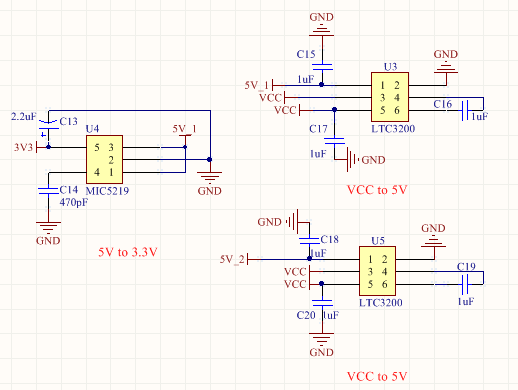 GND
C15
1uF
U3
GND
5V_1
1 2
VCC
3 4
VCC
5 6
C16
1uF
LTC3200
C17
1uF
GND
VCC to 5V
2.2uF
C13
U4
5V_1
3V3
5 3
2
4 1
GND
C14
MIC5219
470pF
GND
5V to 3.3V
GND
C18
1uF
U5
GND
5V_2
1 2
VCC
3 4
C19
VCC
5 6
1uF
C20
1uF
LTC3200
GND
VCC to 5V